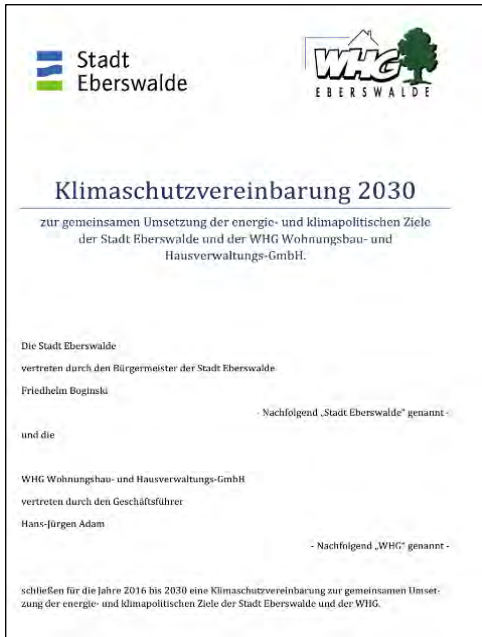 Stadt
Eberswalde
WHG
EBERSWALDE
Klimaschutzvereinbarung 2030
zur gemeinsamen Umsetzung der energie- und klimapolitischen Ziele
der Stadt Eberswalde und der WHG Wohnungsbau- und
Hausverwaltungs-GmbH.
Die Stadt Eberswalde
vertreten durch den Bürgermeister der Stadt Eberswalde
Friedhelm Boginski
- Nachfolgend „Stadt Eberswalde“ genannt -
und die
WHG Wohnungsbau- und Hausverwaltungs-GmbH
vertreten durch den Geschäftsführer
Hans-Jürgen Adam
- Nachfolgend „WHG“ genannt -
schließen für die Jahre 2016 bis 2030 eine Klimaschutzvereinbarung zur gemeinsamen Umset-
zung der energie- und klimapolitischen Ziele der Stadt Eberswalde und der WHG.